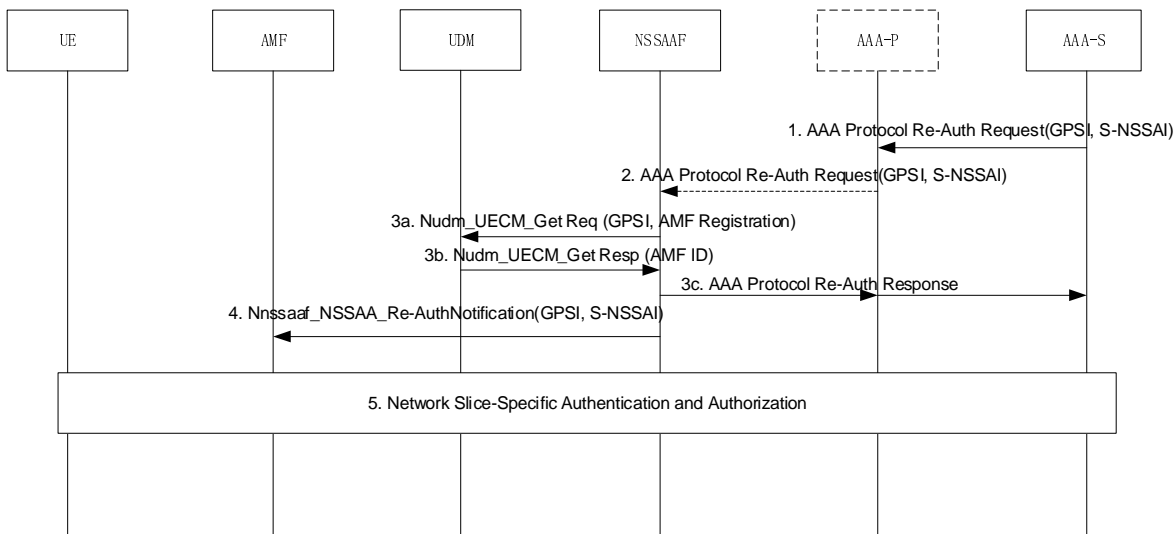 UE
AMF
UDM
NSSAAF
AAA-P
AAA-S
1. AAA Protocol Re-Auth Request(GPSI, S-NSSAI)
2. AAA Protocol Re-Auth Request(GPSI, S-NSSAI)
3a. Nudm_UECM_Get Req (GPSI, AMF Registration)
3b. Nudm_UECM_Get Resp (AMF ID)
3c. AAA Protocol Re-Auth Response
4. Nnssaaf_NSSAA_Re-AuthNotification(GPSI, S-NSSAI)
5. Network Slice-Specific Authentication and Authorization